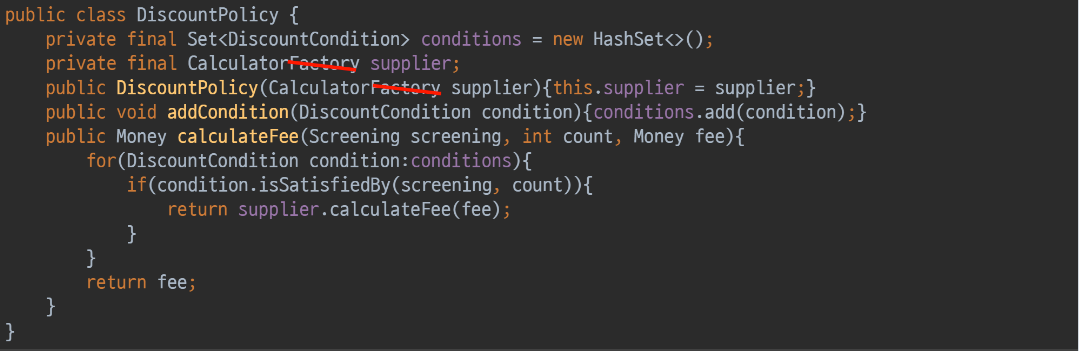 public class DiscountPolicy {
    private final Set<DiscountCondition> conditions = new HashSet<>();
    private final CalculatorFactory supplier;
    public DiscountPolicy(CalculatorFactory supplier){this.supplier = supplier;}
    public void addCondition(DiscountCondition condition){conditions.add(condition);}
    public Money calculateFee(Screening screening, int count, Money fee){
        for(DiscountCondition condition:conditions){
            if(condition.isSatisfiedBy(screening, count)){
                return supplier.calculateFee(fee);
            }
        }
        return fee;
    }
}